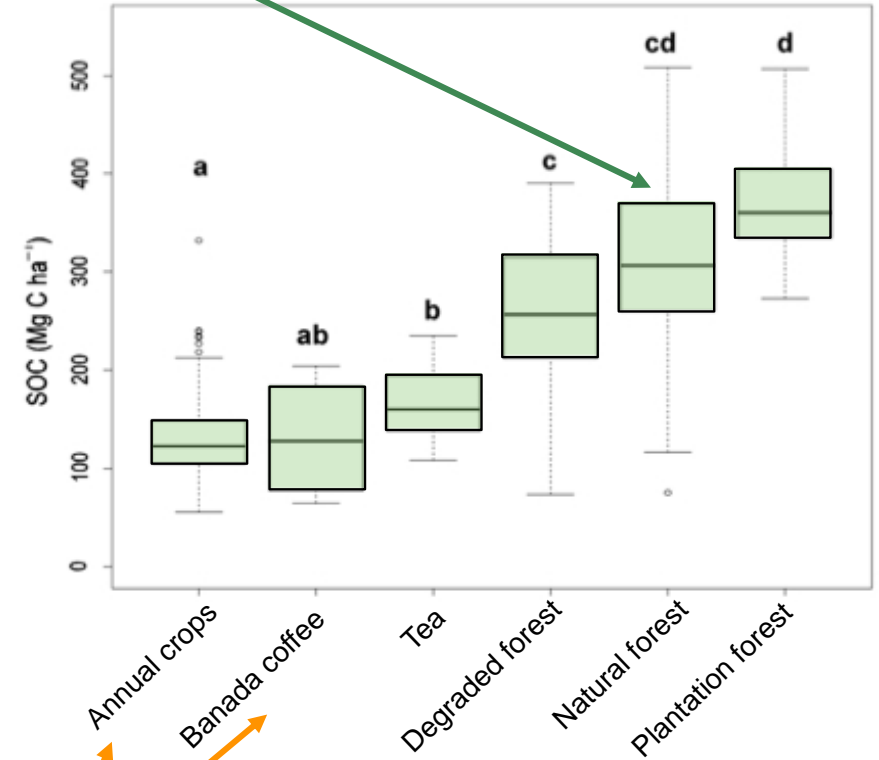 cd d
500
400
c
a
SOC (Mg C ha⁻¹)
300
b
ab
200
100
0
Annual crops
Banada coffee
Tea
Degraded forest
Natural forest
Plantation forest